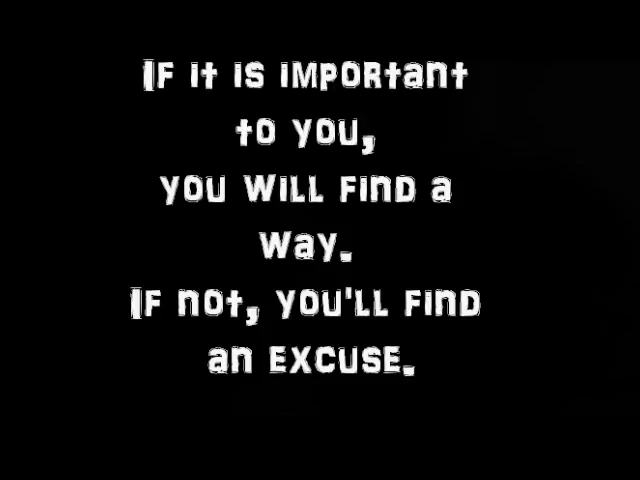 If it is important
to you,
you will find a
way.
If not, you'll find
an excuse.